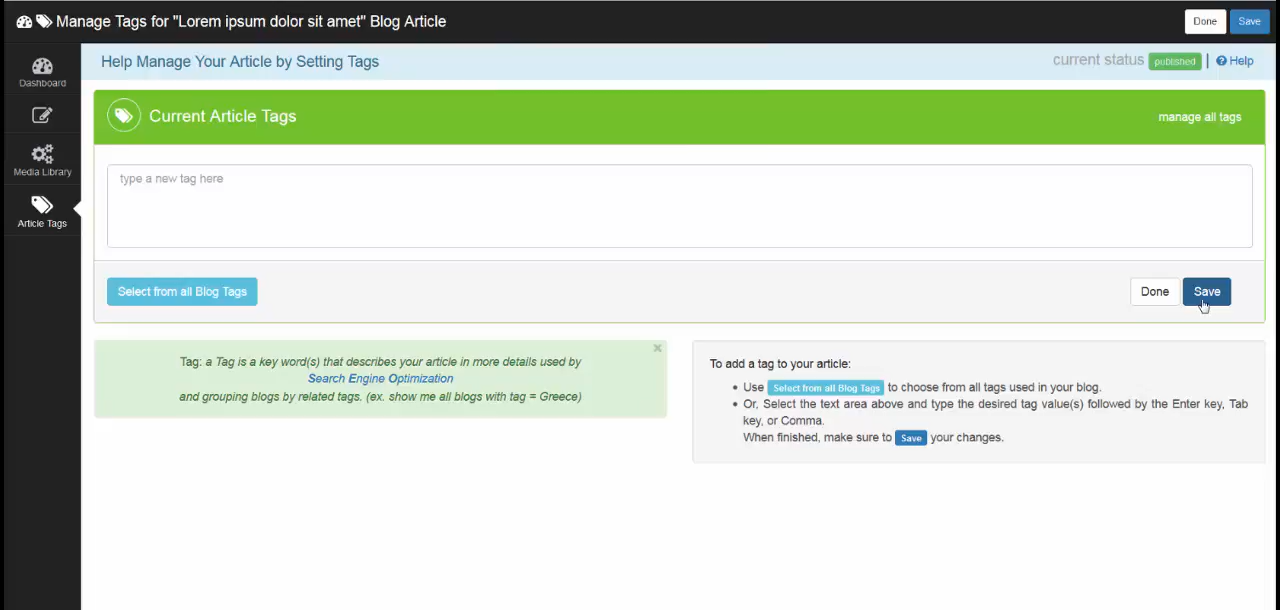 Manage Tags for "Lorem ipsum dolor sit amet" Blog Article
Done
Save
Dashboard
Media Library
Article Tags
Help Manage Your Article by Setting Tags
current status published | Help
Current Article Tags
manage all tags
type a new tag here
Select from all Blog Tags
Done
Save
Tag: a Tag is a key word(s) that describes your article in more details used by
Search Engine Optimization
and grouping blogs by related tags. (ex. show me all blogs with tag = Greece)
To add a tag to your article:
• Use Select from all Blog Tags to choose from all tags used in your blog.
• Or, Select the text area above and type the desired tag value(s) followed by the Enter key, Tab
key, or Comma.
When finished, make sure to Save your changes.